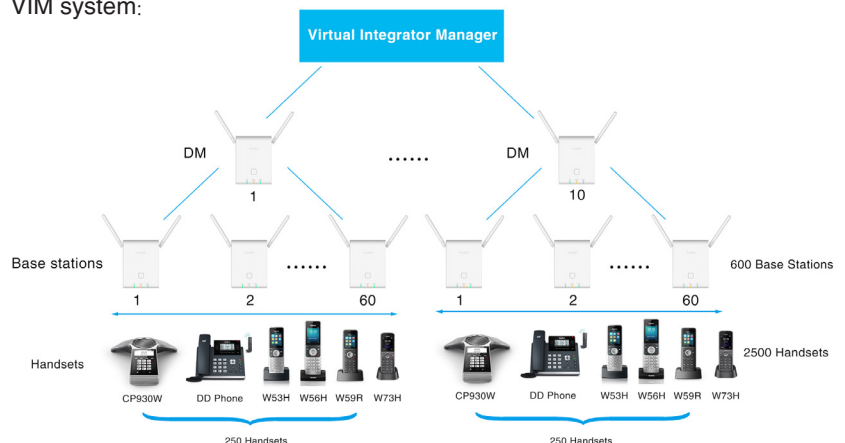 VIM system:
Virtual Integrator Manager
DM
......
DM
1
10
Base stations
......
......
600 Base Stations
1
2
60
1
2
60
Handsets
2500 Handsets
CP930W
DD Phone
W53H
W56H
W59R
W73H
CP930W
DD Phone
W53H
W56H
W59R
W73H
250 Handsets
250 Handsets